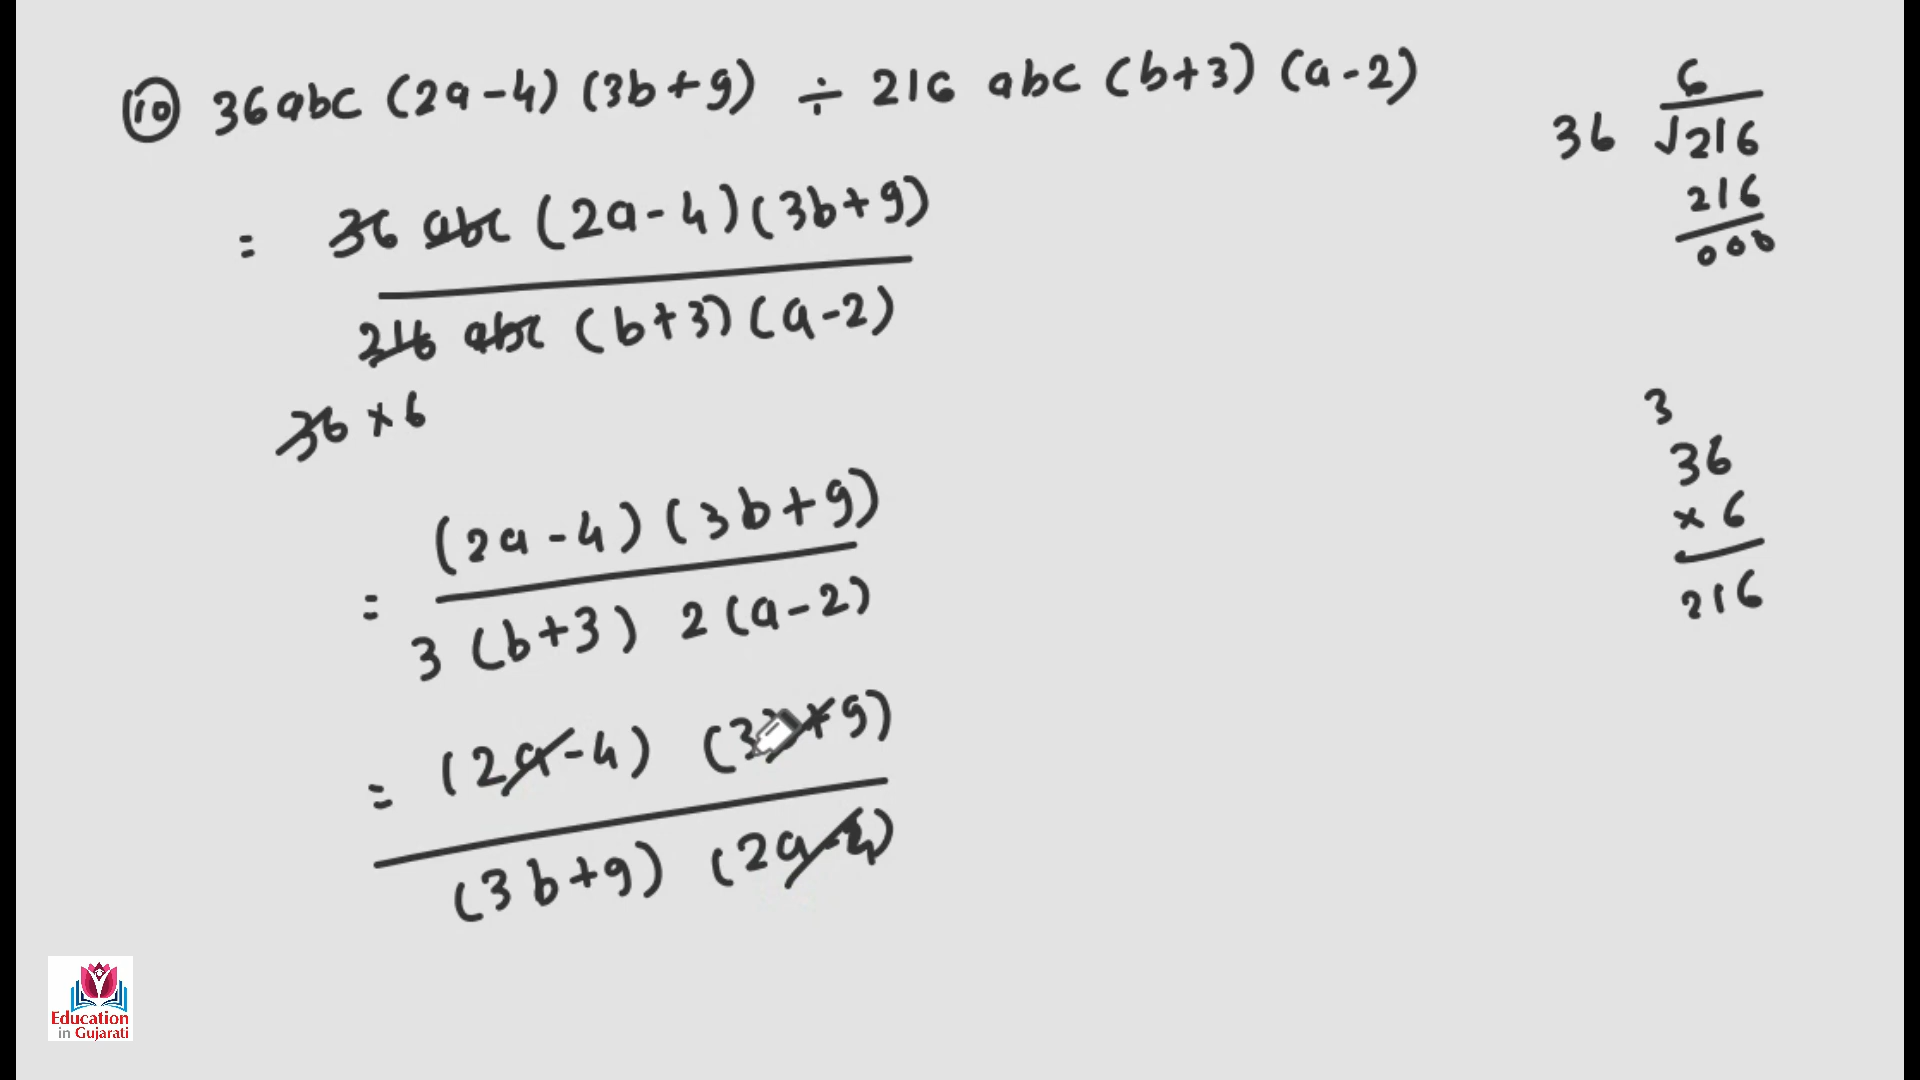 (10) 36abc (2a-4) (3b+9) ÷ 216 abc (b+3) (a-2)
= 36 abc (2a-4) (3b+9)
216 abc (b+3) (a-2)
36 × 6
= (2a-4) (3b+9)
3 (b+3) 2 (a-2)
= (2a-4) (3b+9)
(3b+9) (2a-4)
6
36 √216
216
000
3
36
× 6
216
Education
in Gujarati